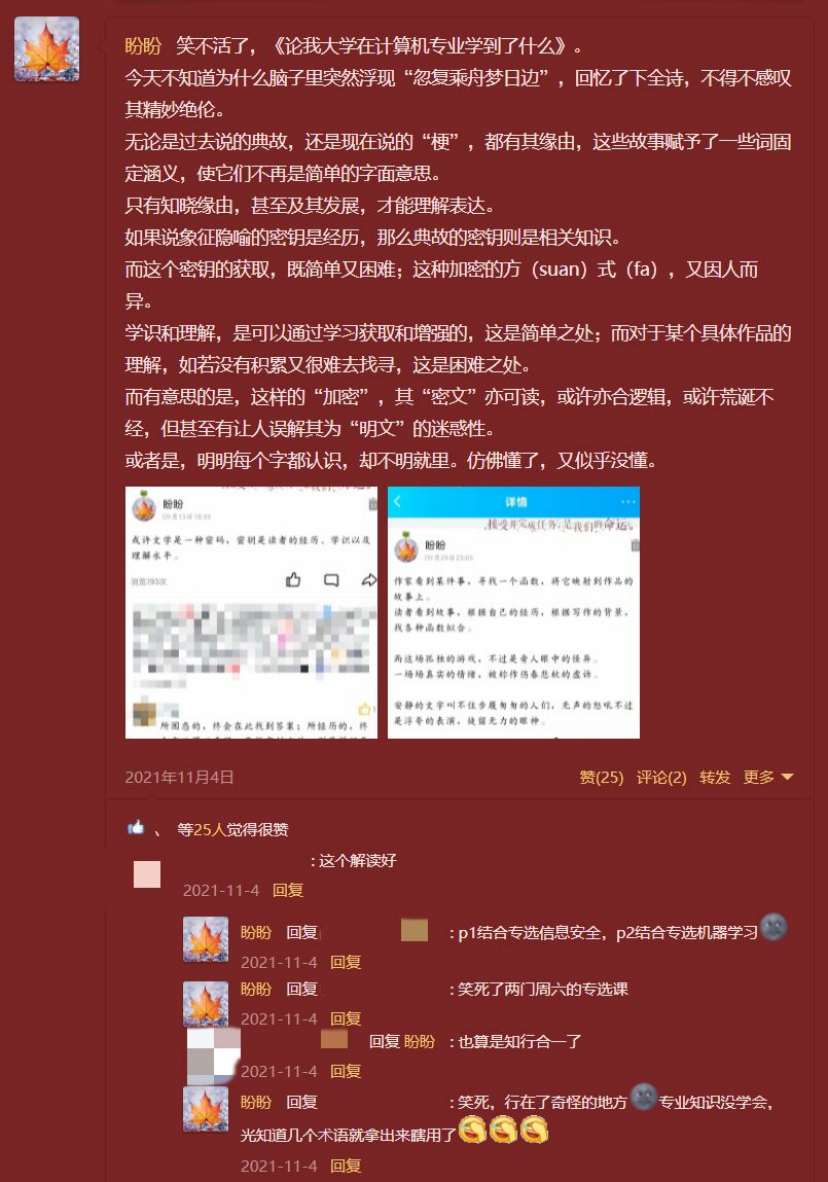 盼盼 笑不活了，《论我大学在计算机专业学到了什么》。
今天不知道为什么脑子里突然浮现“忽复乘舟梦日边”，回忆了下全诗，不得不感叹
其精妙绝伦。
无论是过去说的典故，还是现在说的“梗”，都有其缘由，这些故事赋予了一些词固
定涵义，使它们不再是简单的字面意思。
只有知晓缘由，甚至及其发展，才能理解表达。
如果说象征隐喻的密钥是经历，那么典故的密钥则是相关知识。
而这个密钥的获取，既简单又困难；这种加密的方（suan）式（fa），又因人而
异。
学识和理解，是可以通过学习获取和增强的，这是简单之处；而对于某个具体作品的
理解，如若没有积累又很难去找寻，这是困难之处。
而有意思的是，这样的“加密”，其“密文”亦可读，或许亦合逻辑，或许荒诞不
经，但甚至有让人误解其为“明文”的迷惑性。
或者是，明明每个字都认识，却不明就里。仿佛懂了，又似乎没懂。
盼盼
或许文学是一种密码，密钥是读者的经历、学识以及
理解水平。
浏览193次
所困惑的，终会在此找到答案；所经历的，终
详情
接受并完成任务，是我们的命运。
盼盼
作家看到某件事，寻找一个函数，将它映射到作品的
故事上。
读者看到故事，根据自己的经历，根据写作的背景，
找各种函数拟合。
而这场孤独的游戏，不过是旁人眼中的怪异。
一场场真实的情绪，被称作伤春悲秋的虚诉。
安静的文字叫不住步履匆匆的人们，无声的怒吼不过
是浮夸的表演，徒留无力的眼神。
2021年11月4日
赞(25) 评论(2) 转发 更多
、 等25人觉得很赞
: 这个解读好
2021-11-4 回复
盼盼 回复 : p1结合专选信息安全，p2结合专选机器学习
2021-11-4 回复
盼盼 回复 : 笑死了两门周六的专选课
2021-11-4 回复
回复 盼盼 : 也算是知行合一了
2021-11-4 回复
盼盼 回复 : 笑死，行在了奇怪的地方 专业知识没学会，
光知道几个术语就拿出来瞎用了
2021-11-4 回复